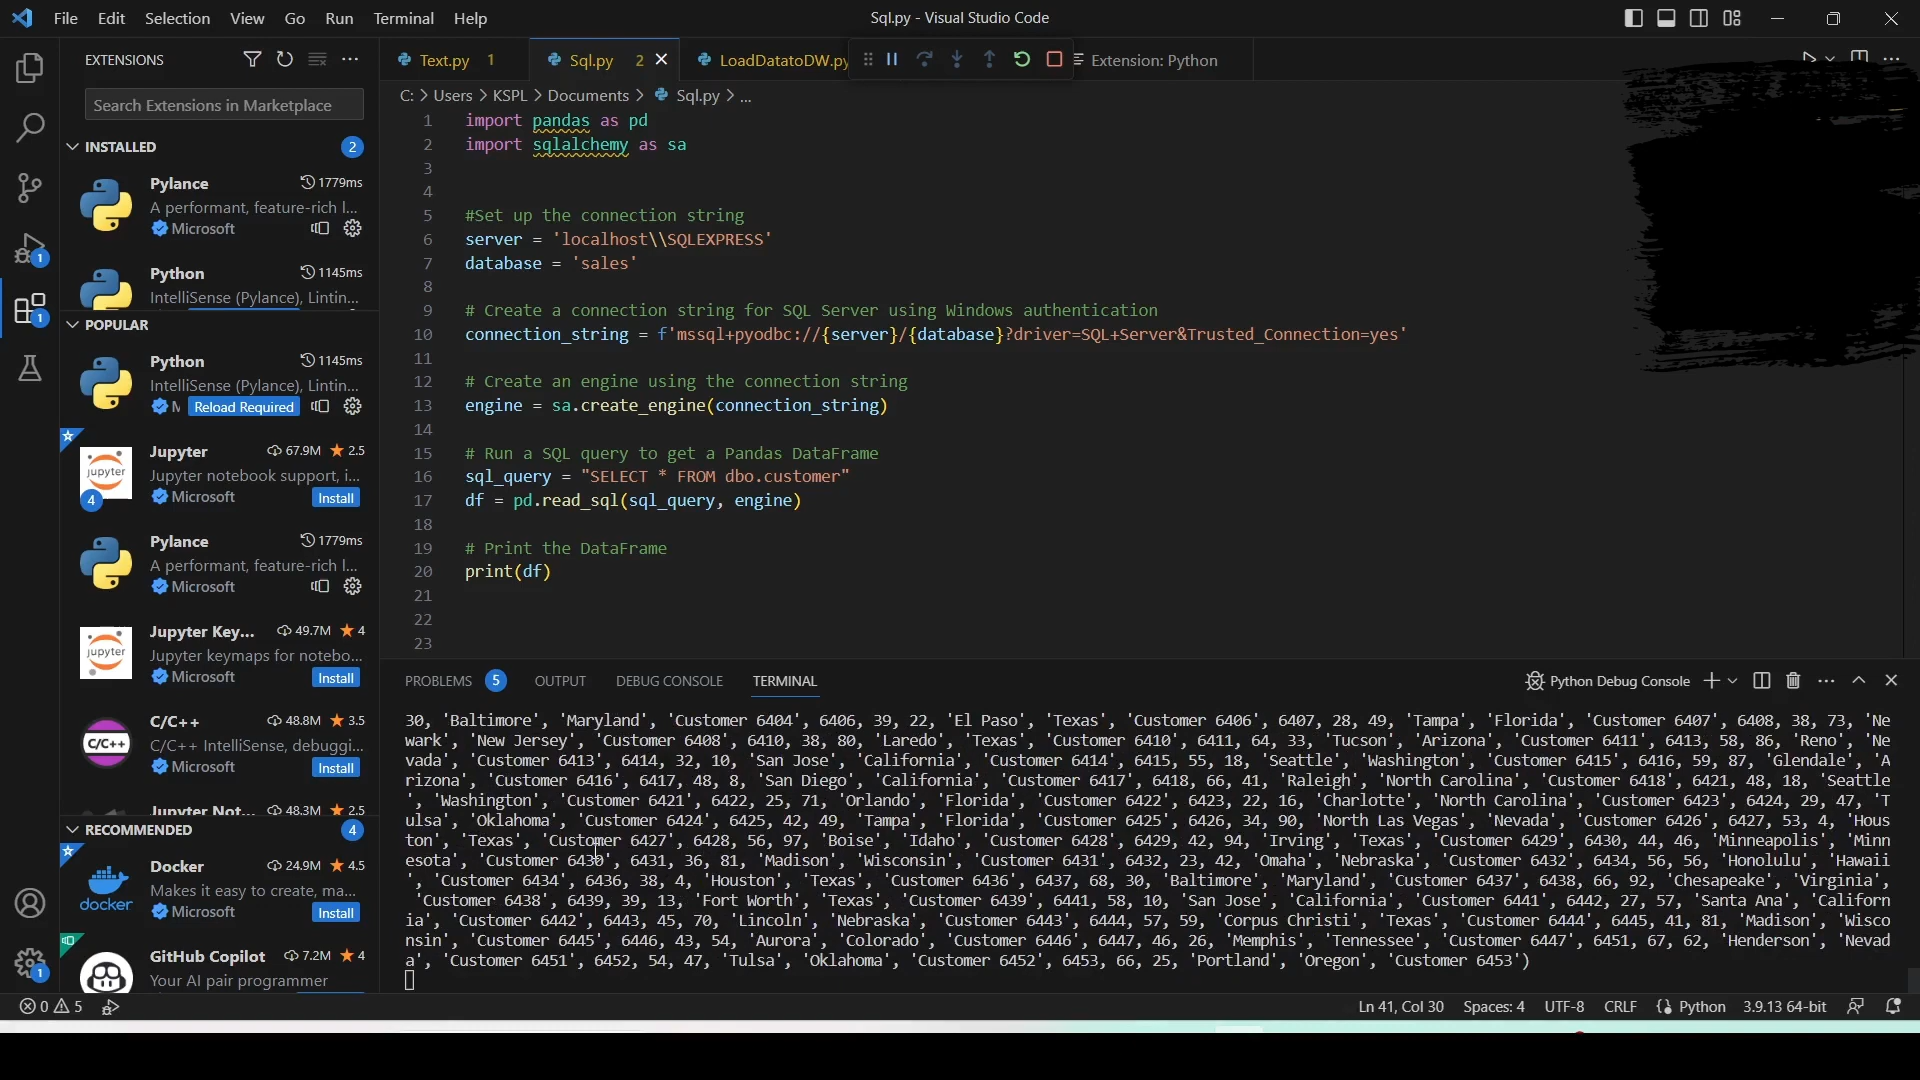 File Edit Selection View Go Run Terminal Help
Sql.py - Visual Studio Code
EXTENSIONS
Search Extensions in Marketplace
INSTALLED 2
Pylance 1779ms
A performant, feature-rich l...
Microsoft
Python 1145ms
IntelliSense (Pylance), Lintin...
POPULAR
Python 1145ms
IntelliSense (Pylance), Lintin...
M Reload Required
Jupyter 67.9M 2.5
jupyter
Jupyter notebook support, i...
4 Microsoft Install
Pylance 1779ms
A performant, feature-rich l...
Microsoft
Jupyter Key... 49.7M 4
jupyter
Jupyter keymaps for notebo...
Microsoft Install
C/C++ 48.8M 3.5
C/C++
C/C++ IntelliSense, debuggi...
Microsoft Install
Jupyter Not... 48.3M 2.5
RECOMMENDED 4
Docker 24.9M 4.5
Makes it easy to create, ma...
docker
Microsoft Install
GitHub Copilot 7.2M 4
Your AI pair programmer
1
1
1
Text.py 1 Sql.py 2 LoadDatatoDW.py Extension: Python
C: > Users > KSPL > Documents > Sql.py > ...
1 import pandas as pd
2 import sqlalchemy as sa
3
4
5 #Set up the connection string
6 server = 'localhost\\SQLEXPRESS'
7 database = 'sales'
8
9 # Create a connection string for SQL Server using Windows authentication
10 connection_string = f'mssql+pyodbc://{server}/{database}?driver=SQL+Server&Trusted_Connection=yes'
11
12 # Create an engine using the connection string
13 engine = sa.create_engine(connection_string)
14
15 # Run a SQL query to get a Pandas DataFrame
16 sql_query = "SELECT * FROM dbo.customer"
17 df = pd.read_sql(sql_query, engine)
18
19 # Print the DataFrame
20 print(df)
21
22
23
PROBLEMS 5 OUTPUT DEBUG CONSOLE TERMINAL Python Debug Console
30, 'Baltimore', 'Maryland', 'Customer 6404', 6406, 39, 22, 'El Paso', 'Texas', 'Customer 6406', 6407, 28, 49, 'Tampa', 'Florida', 'Customer 6407', 6408, 38, 73, 'Ne
wark', 'New Jersey', 'Customer 6408', 6410, 38, 80, 'Laredo', 'Texas', 'Customer 6410', 6411, 64, 33, 'Tucson', 'Arizona', 'Customer 6411', 6413, 58, 86, 'Reno', 'Ne
vada', 'Customer 6413', 6414, 32, 10, 'San Jose', 'California', 'Customer 6414', 6415, 55, 18, 'Seattle', 'Washington', 'Customer 6415', 6416, 59, 87, 'Glendale', 'A
rizona', 'Customer 6416', 6417, 48, 8, 'San Diego', 'California', 'Customer 6417', 6418, 66, 41, 'Raleigh', 'North Carolina', 'Customer 6418', 6421, 48, 18, 'Seattle
', 'Washington', 'Customer 6421', 6422, 25, 71, 'Orlando', 'Florida', 'Customer 6422', 6423, 22, 16, 'Charlotte', 'North Carolina', 'Customer 6423', 6424, 29, 47, 'T
ulsa', 'Oklahoma', 'Customer 6424', 6425, 42, 49, 'Tampa', 'Florida', 'Customer 6425', 6426, 34, 90, 'North Las Vegas', 'Nevada', 'Customer 6426', 6427, 53, 4, 'Hous
ton', 'Texas', 'Customer 6427', 6428, 56, 97, 'Boise', 'Idaho', 'Customer 6428', 6429, 42, 94, 'Irving', 'Texas', 'Customer 6429', 6430, 44, 46, 'Minneapolis', 'Minn
esota', 'Customer 6430', 6431, 36, 81, 'Madison', 'Wisconsin', 'Customer 6431', 6432, 23, 42, 'Omaha', 'Nebraska', 'Customer 6432', 6434, 56, 56, 'Honolulu', 'Hawaii
', 'Customer 6434', 6436, 38, 4, 'Houston', 'Texas', 'Customer 6436', 6437, 68, 30, 'Baltimore', 'Maryland', 'Customer 6437', 6438, 66, 92, 'Chesapeake', 'Virginia',
'Customer 6438', 6439, 39, 13, 'Fort Worth', 'Texas', 'Customer 6439', 6441, 58, 10, 'San Jose', 'California', 'Customer 6441', 6442, 27, 57, 'Santa Ana', 'Californ
ia', 'Customer 6442', 6443, 45, 70, 'Lincoln', 'Nebraska', 'Customer 6443', 6444, 57, 59, 'Corpus Christi', 'Texas', 'Customer 6444', 6445, 41, 81, 'Madison', 'Wisco
nsin', 'Customer 6445', 6446, 43, 54, 'Aurora', 'Colorado', 'Customer 6446', 6447, 46, 26, 'Memphis', 'Tennessee', 'Customer 6447', 6451, 67, 62, 'Henderson', 'Nevad
a', 'Customer 6451', 6452, 54, 47, 'Tulsa', 'Oklahoma', 'Customer 6452', 6453, 66, 25, 'Portland', 'Oregon', 'Customer 6453')
0 5 Ln 41, Col 30 Spaces: 4 UTF-8 CRLF Python 3.9.13 64-bit